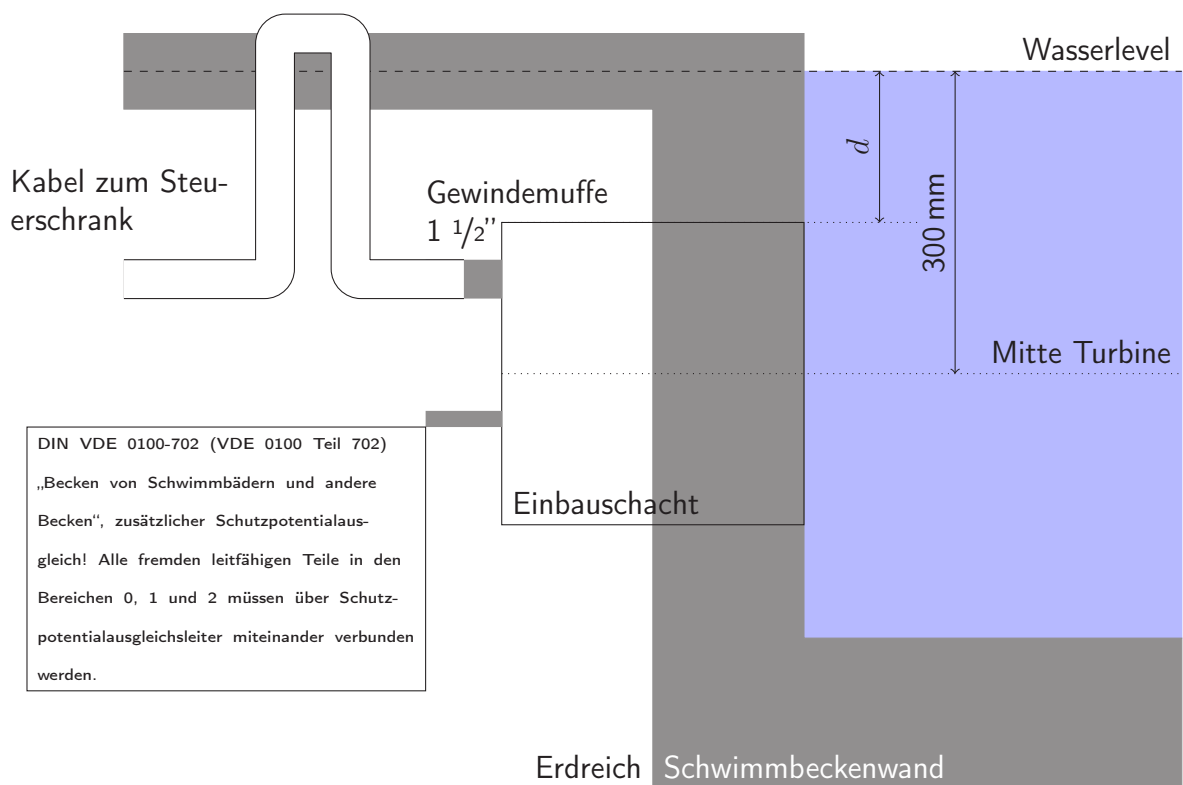 Wasserlevel
d
Kabel zum Steu-
erschrank
Gewindemuffe
1 1/2”
300 mm
Mitte Turbine
DIN VDE 0100-702 (VDE 0100 Teil 702)
„Becken von Schwimmbädern und andere
Becken“, zusätzlicher Schutzpotentialaus-
gleich! Alle fremden leitfähigen Teile in den
Bereichen 0, 1 und 2 müssen über Schutz-
potentialausgleichsleiter miteinander verbunden
werden.
Einbauschacht
Erdreich
Schwimmbeckenwand